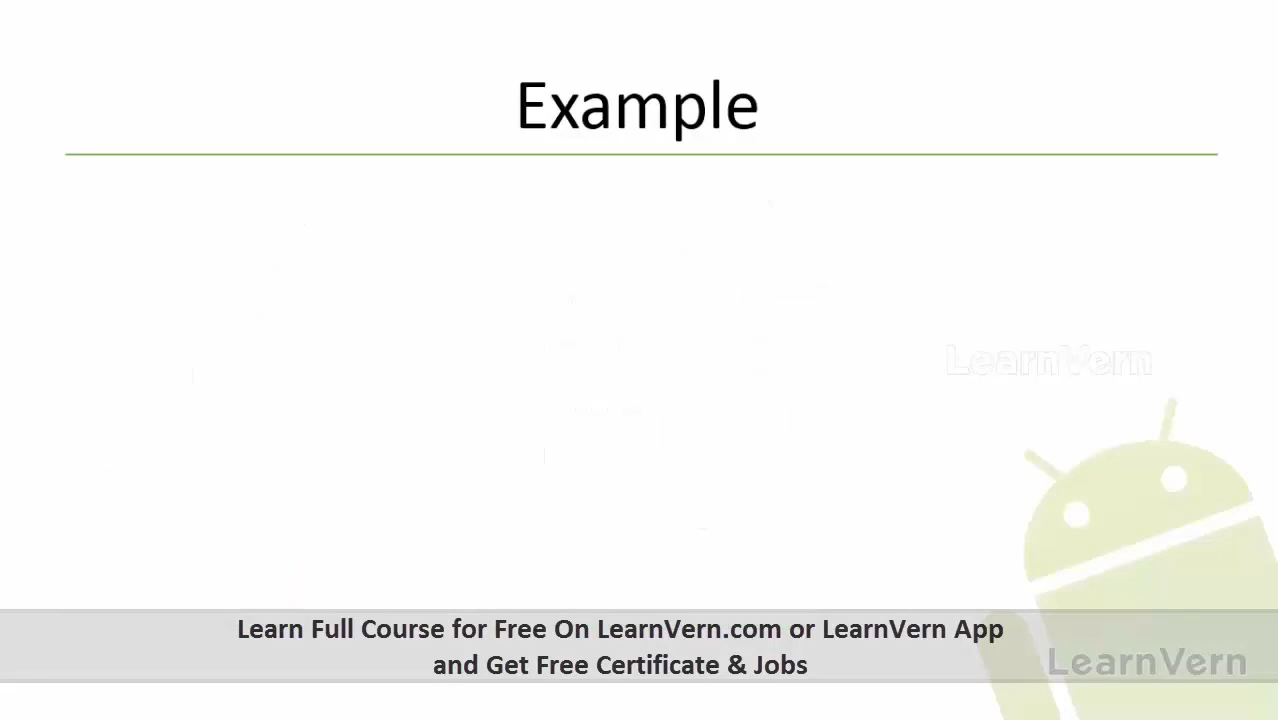 Example
LearnVern
Learn Full Course for Free On LearnVern.com or LearnVern App
and Get Free Certificate & Jobs
LearnVern